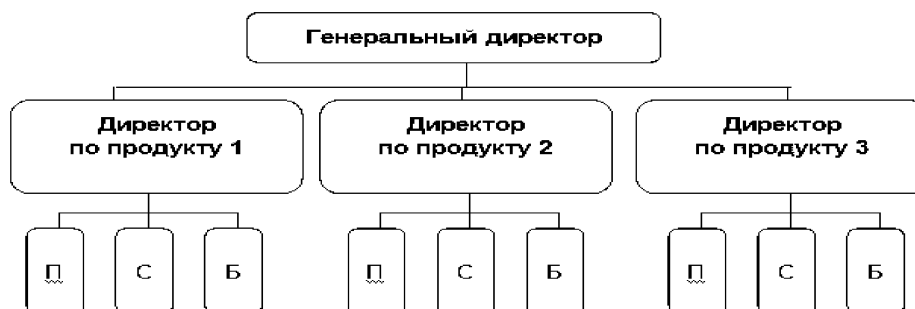 Генеральный директор
Директор
по продукту 1
Директор
по продукту 2
Директор
по продукту 3
П
С
Б
П
С
Б
П
С
Б